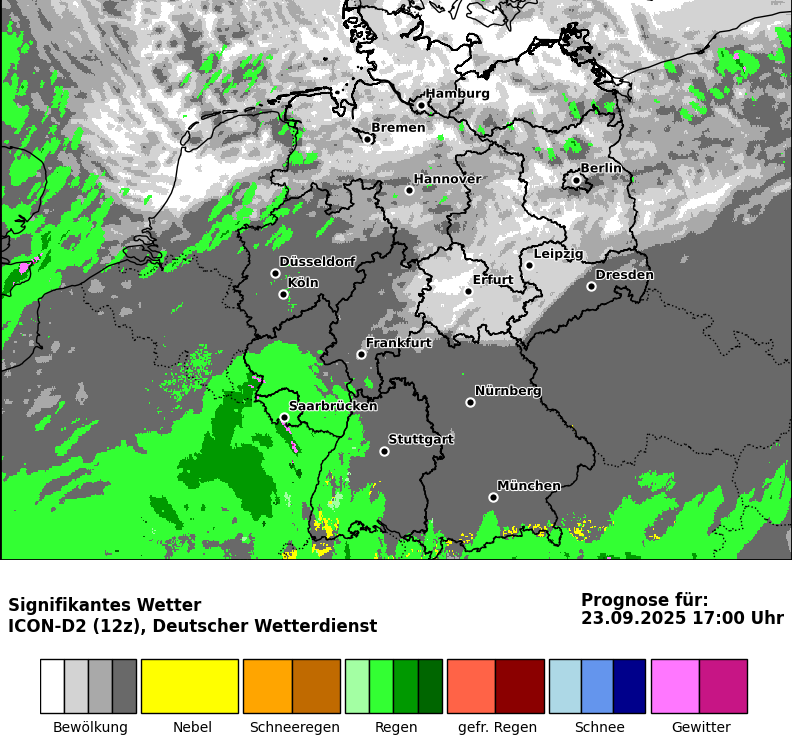 Hamburg
Bremen
Berlin
Hannover
Düsseldorf
Leipzig
Köln
Erfurt
Dresden
Frankfurt
Nürnberg
Saarbrücken
Stuttgart
München
Signifikantes Wetter
ICON-D2 (12z), Deutscher Wetterdienst
Prognose für:
23.09.2025 17:00 Uhr
Bewölkung
Nebel
Schneeregen
Regen
gefr. Regen
Schnee
Gewitter